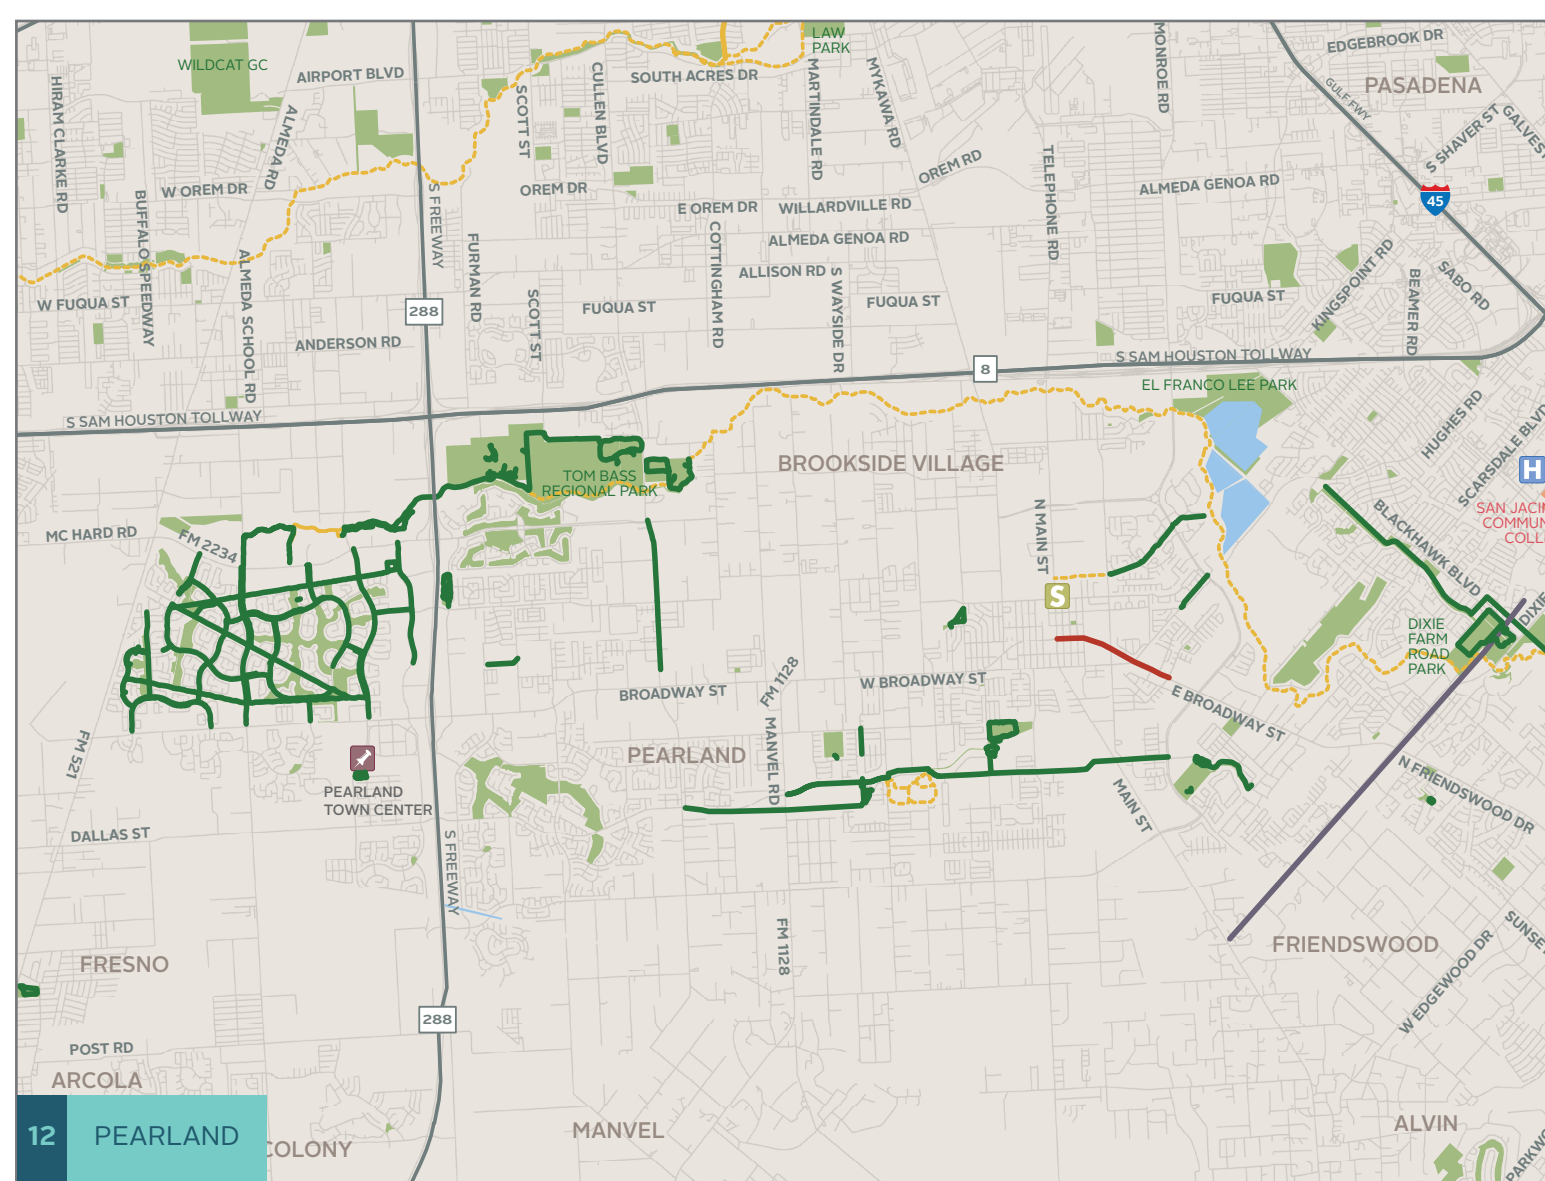 LAW
PARK
EDGEBROOK DR
WILDCAT GC
AIRPORT BLVD
SOUTH ACRES DR
MONROE RD
PASADENA
GULF FWY
HIRAM CLARKE RD
ALMEDA RD
SCOTT ST
CULLEN BLVD
MARTINDALE RD
MYKAWA RD
S SHAVER ST
GALVEST
OREM RD
TELEPHONE RD
W OREM DR
OREM DR
ALMEDA GENOA RD
45
BUFFALO SPEEDWAY
S FREEWAY
E OREM DR
WILLARDVILLE RD
ALMEDA GENOA RD
ALMEDA SCHOOL RD
FURMAN RD
COTTINGHAM RD
ALLISON RD
S WAYSIDE DR
KINGSPOINT RD
BEAMER RD
SABO RD
W FUQUA ST
288
SCOTT ST
FUQUA ST
FUQUA ST
FUQUA ST
ANDERSON RD
S SAM HOUSTON TOLLWAY
8
EL FRANCO LEE PARK
S SAM HOUSTON TOLLWAY
HUGHES RD
SCARSDALE BLVD
BROOKSIDE VILLAGE
H
TOM BASS
REGIONAL PARK
SAN JACIN
COMMUN
COLL
MC HARD RD
FM 2234
N MAIN ST
BLACKHAWK BLVD
S
DIXIE
DIXIE
FARM
ROAD
PARK
FM 1128
W BROADWAY ST
BROADWAY ST
E BROADWAY ST
FM 521
MANVEL RD
PEARLAND
N FRIENDSWOOD DR
PEARLAND
TOWN CENTER
MAIN ST
DALLAS ST
S FREEWAY
FM 1128
SUNSE
FRESNO
FRIENDSWOOD
W EDGEWOOD DR
288
POST RD
ARCOLA
12
PEARLAND
COLONY
MANVEL
ALVIN
PARKWO